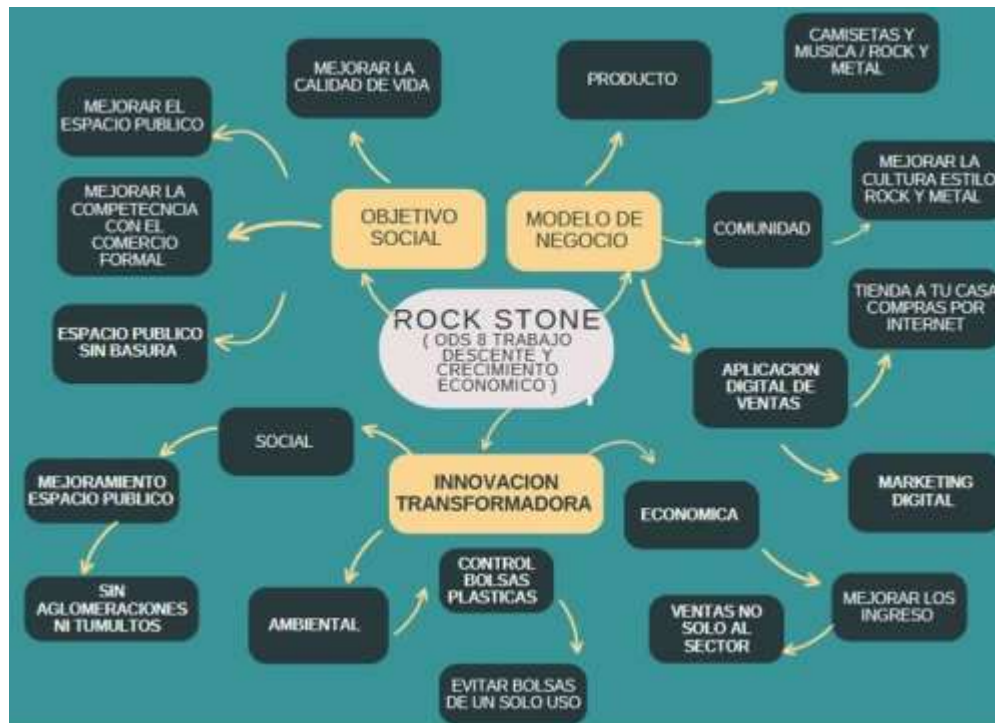 CAMISETAS Y
MUSICA / ROCK Y
METAL
MEJORAR LA
CALIDAD DE VIDA
PRODUCTO
MEJORAR EL
ESPACIO PUBLICO
MEJORAR LA
CULTURA ESTILO
ROCK Y METAL
MEJORAR LA
COMPETECNCIA
CON EL
COMERCIO
FORMAL
OBJETIVO
SOCIAL
MODELO DE
NEGOCIO
COMUNIDAD
TIENDA A TU CASA
COMPRAS POR
INTERNET
ESPACIO PUBLICO
SIN BASURA
ROCK STONE
( ODS 8 TRABAJO
DESCENTE Y
CRECIMIENTO
ECONOMICO )
APLICACION
DIGITAL DE
VENTAS
SOCIAL
MEJORAMIENTO
ESPACIO PUBLICO
INNOVACION
TRANSFORMADORA
MARKETING
DIGITAL
ECONOMICA
CONTROL
BOLSAS
PLASTICAS
SIN
AGLOMERACIONES
NI TUMULTOS
AMBIENTAL
VENTAS NO
SOLO AL
SECTOR
MEJORAR LOS
INGRESO
EVITAR BOLSAS
DE UN SOLO USO